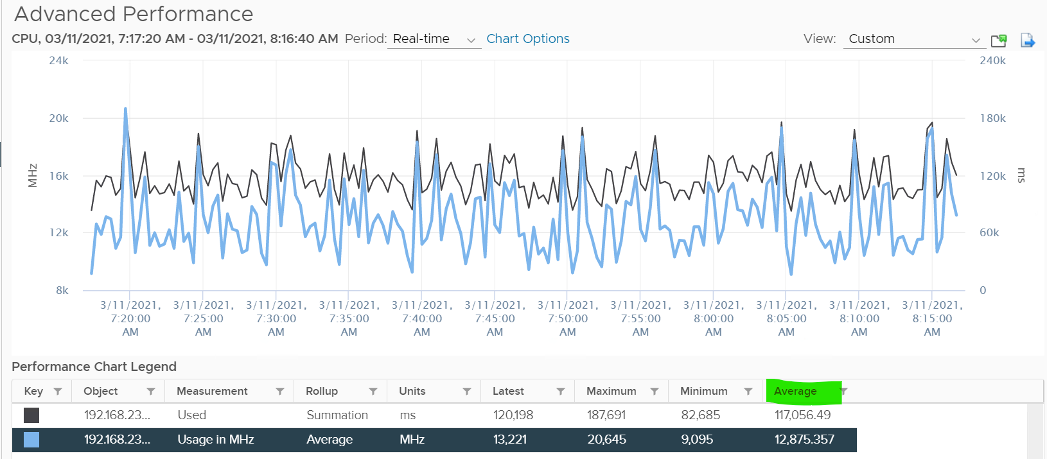 Advanced Performance
CPU, 03/11/2021, 7:17:20 AM - 03/11/2021, 8:16:40 AM Period: Real-time Chart Options View: Custom
24k 240k
20k 180k
16k 120k
12k 60k
8k 0
MHz
ms
3/11/2021, 3/11/2021, 3/11/2021, 3/11/2021, 3/11/2021, 3/11/2021, 3/11/2021, 3/11/2021, 3/11/2021, 3/11/2021, 3/11/2021, 3/11/2021,
7:20:00 7:25:00 7:30:00 7:35:00 7:40:00 7:45:00 7:50:00 7:55:00 8:00:00 8:05:00 8:10:00 8:15:00
AM AM AM AM AM AM AM AM AM AM AM AM
Performance Chart Legend
Key Object Measurement Rollup Units Latest Maximum Minimum Average
192.168.23... Used Summation ms 120,198 187,691 82,685 117,056.49
192.168.23... Usage in MHz Average MHz 13,221 20,645 9,095 12,875.357